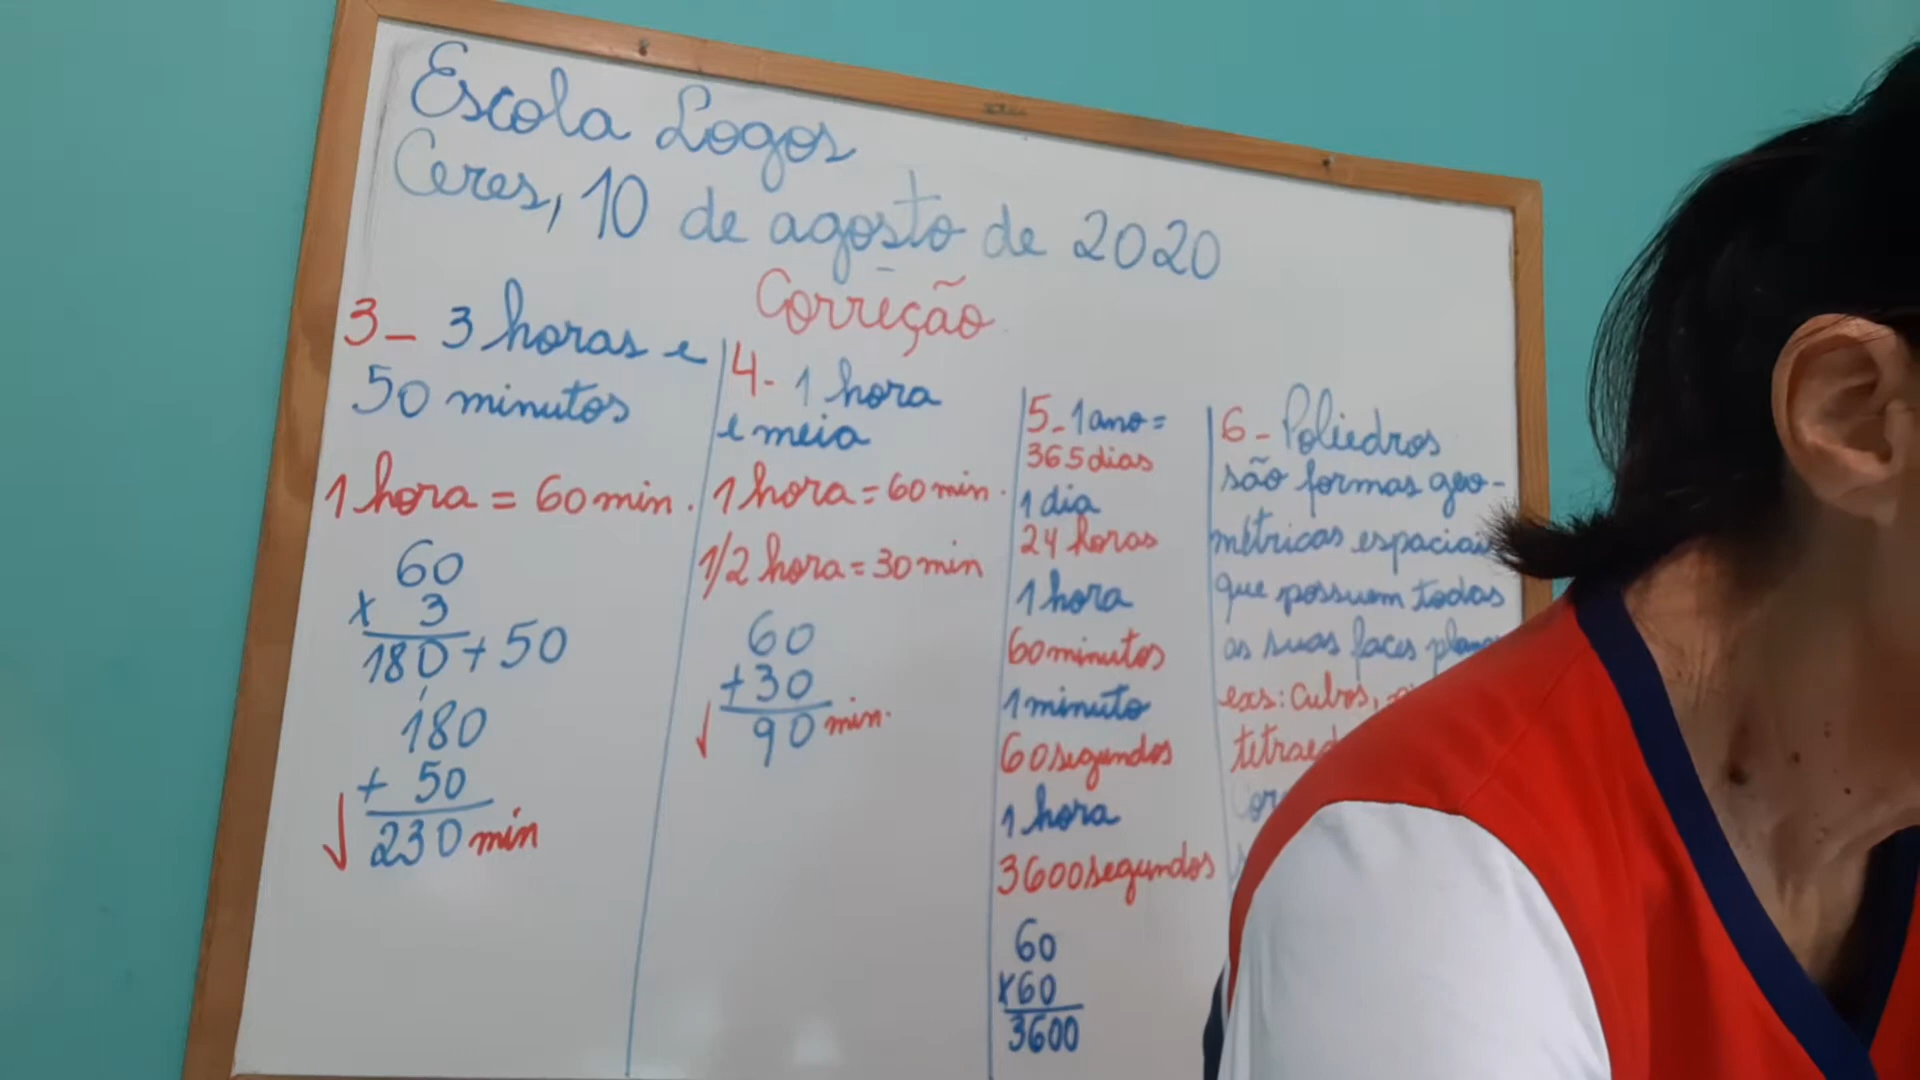 Escola Logos
Ceres, 10 de agosto de 2020
Correção
3- 3 horas e
50 minutos
1 hora = 60 min.
60
x 3
180 + 50
180
+ 50
230 min
4- 1 hora
e meia
1 hora = 60 min.
1/2 hora = 30 min
60
+30
90 min.
5- 1 ano =
365 dias
1 dia
24 horas
1 hora
60 minutos
1 minuto
60 segundos
1 hora
3600 segundos
60
x60
3600
6- Poliedros
são formas geo-
métricas espaciais
que possuem todas
as suas faces
exs: cubos,